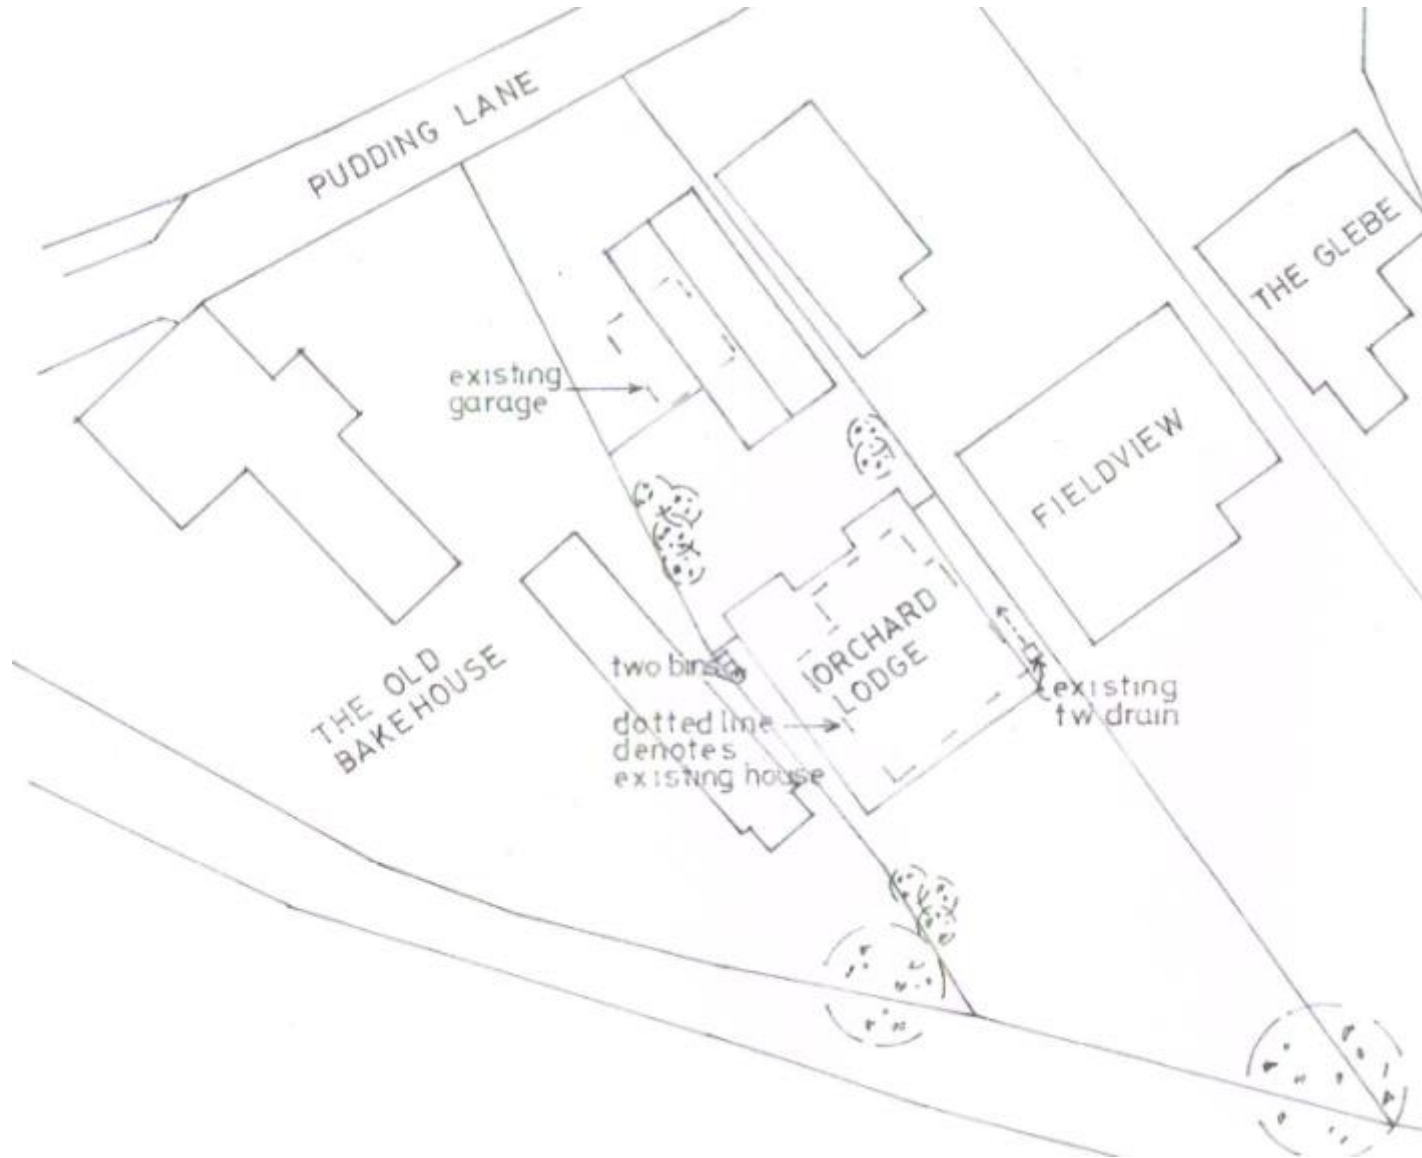 PUDDING LANE
THE GLEBE
existing
garage
FIELDVIEW
ORCHARD
LODGE
two bins
THE OLD
BAKEHOUSE
existing
tw drain
dotted line
denotes
existing house